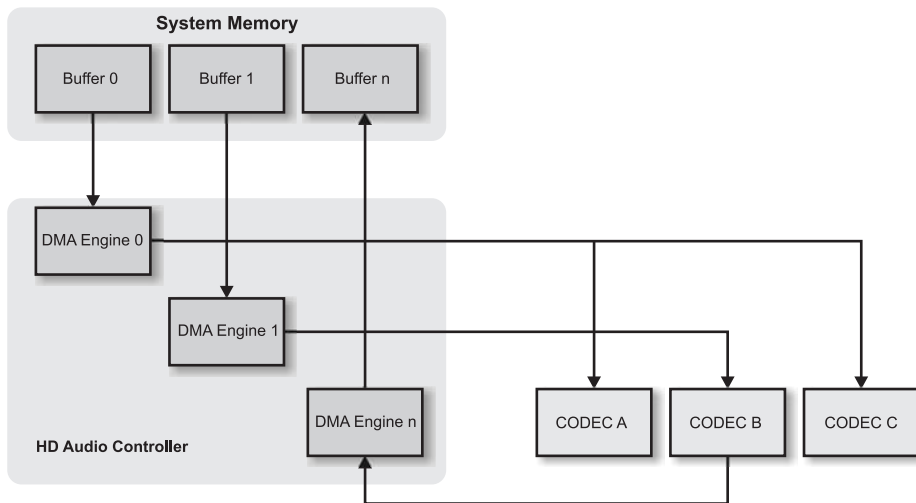 System Memory
Buffer 0
Buffer 1
Buffer n
DMA Engine 0
DMA Engine 1
DMA Engine n
CODEC A
CODEC B
CODEC C
HD Audio Controller